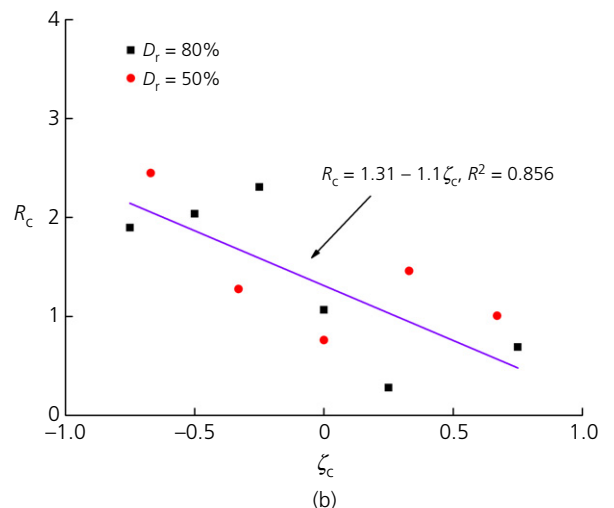 4
D_r = 80%
D_r = 50%
3
R_c = 1.31 – 1.1ζ_c, R² = 0.856
R_c
2
1
0
–1.0 –0.5 0 0.5 1.0
ζ_c
(b)